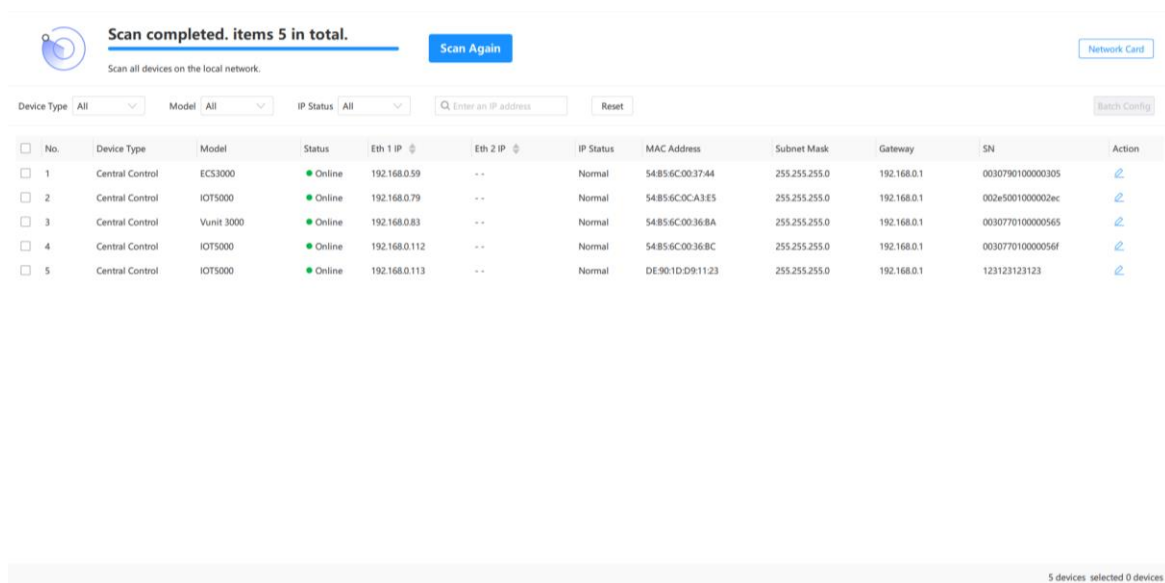 Scan completed. items 5 in total.
Scan Again
Network Card
Scan all devices on the local network.
Device Type All Model All IP Status All Enter an IP address Reset Batch Config
No. Device Type Model Status Eth 1 IP Eth 2 IP IP Status MAC Address Subnet Mask Gateway SN Action
1 Central Control ECS3000 Online 192.168.0.59 - - Normal 54:B5:6C:00:37:44 255.255.255.0 192.168.0.1 0030790100000305
2 Central Control IOT5000 Online 192.168.0.79 - - Normal 54:B5:6C:0C:A3:E5 255.255.255.0 192.168.0.1 002e5001000002ec
3 Central Control Vunit 3000 Online 192.168.0.83 - - Normal 54:B5:6C:00:36:BA 255.255.255.0 192.168.0.1 0030770100000565
4 Central Control IOT5000 Online 192.168.0.112 - - Normal 54:B5:6C:00:36:BC 255.255.255.0 192.168.0.1 003077010000056f
5 Central Control IOT5000 Online 192.168.0.113 - - Normal DE:90:1D:D9:11:23 255.255.255.0 192.168.0.1 123123123123
5 devices selected 0 devices